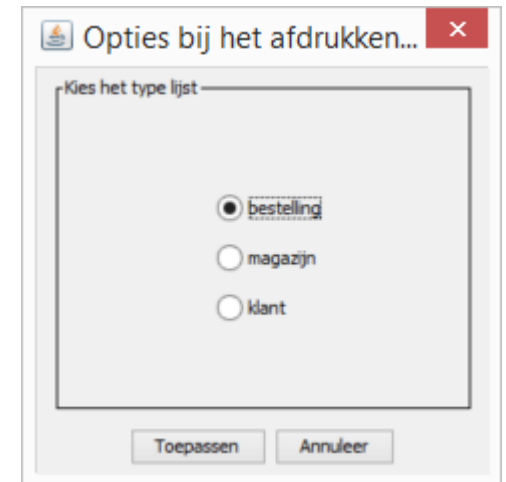 Opties bij het afdrukken...
Kies het type lijst
bestelling
magazijn
klant
Toepassen Annuleer